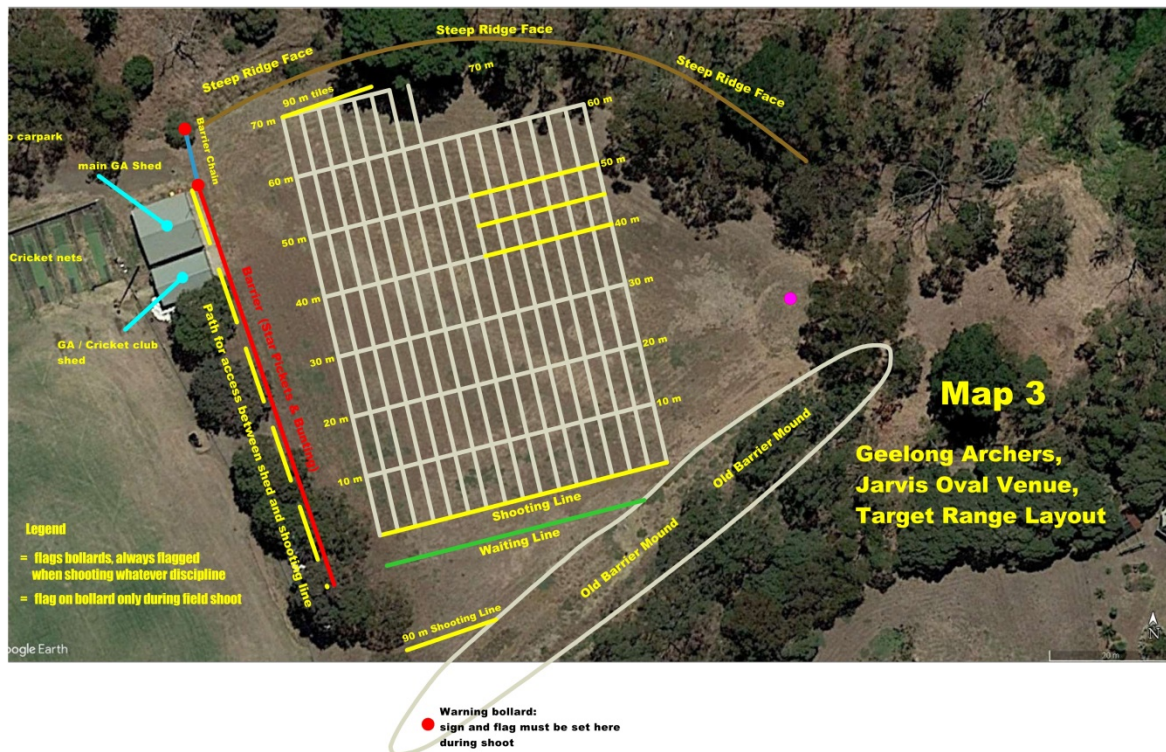 Steep Ridge Face
Steep Ridge Face
Steep Ridge Face
70 m
90 m tiles
70 m
60 m
60 m
50 m
50 m
40 m
40 m
30 m
30 m
20 m
20 m
10 m
10 m
o carpark
Barrier Chain
main GA Shed
Cricket nets
GA / Cricket club
shed
Barrier (Star Pickets & Bunting)
Path for access between shed and shooting line
Shooting Line
Waiting Line
90 m Shooting Line
Old Barrier Mound
Old Barrier Mound
Map 3
Geelong Archers,
Jarvis Oval Venue,
Target Range Layout
Legend
= flags bollards, always flagged
when shooting whatever discipline
= flag on bollard only during field shoot
oogle Earth
N
Warning bollard:
sign and flag must be set here
during shoot